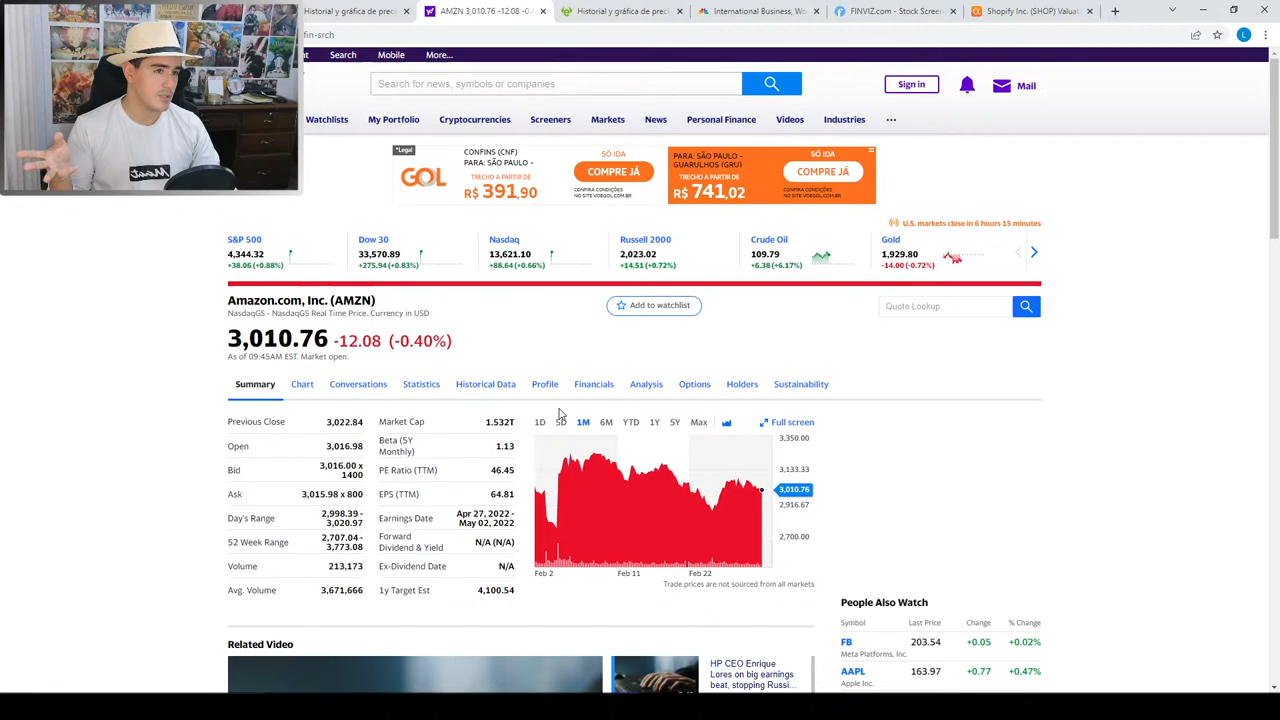 Historial y gráfica de prec
AMZN 3,010.76 -12.08 -0.
Historial y gráfica de prec
International Business, Wo
FINVIZ.com - Stock Screen
Shopify Inc. (SHOP) Valuat
fin-srch
Search
Mobile
More...
Search for news, symbols or companies
Sign in
Mail
Watchlists
My Portfolio
Cryptocurrencies
Screeners
Markets
News
Personal Finance
Videos
Industries
*Legal
GOL
CONFINS (CNF)
PARA: SÃO PAULO -
TRECHO A PARTIR DE
R$ 391,90
SÓ IDA
COMPRE JÁ
CONFIRA CONDIÇÕES
NO SITE VOEGOL.COM.BR
PARA: SÃO PAULO -
GUARULHOS (GRU)
TRECHO A PARTIR DE
R$ 741,02
SÓ IDA
COMPRE JÁ
CONFIRA CONDIÇÕES
NO SITE VOEGOL.COM.BR
U.S. markets close in 6 hours 15 minutes
S&P 500
4,344.32
+38.06 (+0.88%)
Dow 30
33,570.89
+275.94 (+0.83%)
Nasdaq
13,621.10
+88.64 (+0.66%)
Russell 2000
2,023.02
+14.51 (+0.72%)
Crude Oil
109.79
+6.38 (+6.17%)
Gold
1,929.80
-14.00 (-0.72%)
Amazon.com, Inc. (AMZN)
NasdaqGS - NasdaqGS Real Time Price. Currency in USD
Add to watchlist
Quote Lookup
3,010.76 -12.08 (-0.40%)
As of 09:45AM EST. Market open.
Summary
Chart
Conversations
Statistics
Historical Data
Profile
Financials
Analysis
Options
Holders
Sustainability
Previous Close 3,022.84
Open 3,016.98
Bid 3,016.00 x
1400
Ask 3,015.98 x 800
Day's Range 2,998.39 -
3,020.97
52 Week Range 2,707.04 -
3,773.08
Volume 213,173
Avg. Volume 3,671,666
Market Cap 1.532T
Beta (5Y
Monthly) 1.13
PE Ratio (TTM) 46.45
EPS (TTM) 64.81
Earnings Date Apr 27, 2022 -
May 02, 2022
Forward
Dividend & Yield N/A (N/A)
Ex-Dividend Date N/A
1y Target Est 4,100.54
1D 5D 1M 6M YTD 1Y 5Y Max
Full screen
3,350.00
3,133.33
3,010.76
2,916.67
2,700.00
Feb 2
Feb 11
Feb 22
Trade prices are not sourced from all markets
People Also Watch
Symbol Last Price Change % Change
FB 203.54 +0.05 +0.02%
Meta Platforms, Inc.
AAPL 163.97 +0.77 +0.47%
Apple Inc.
Related Video
HP CEO Enrique
Lores on big earnings
beat, stopping Russi...